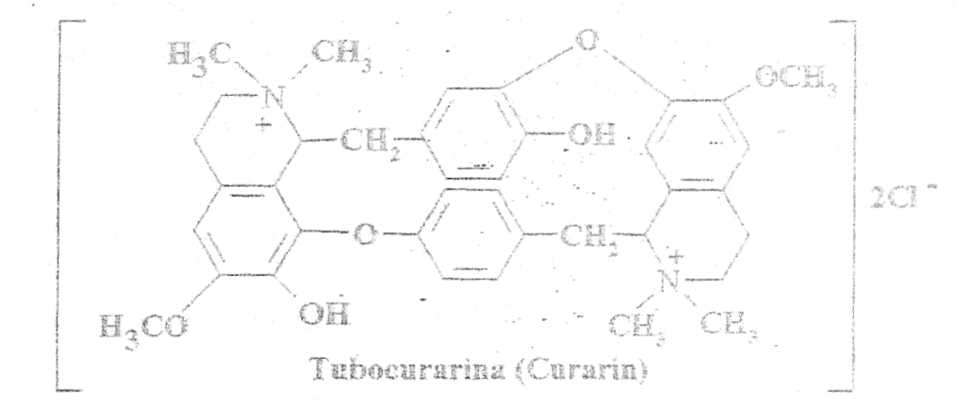 H₃C CH₃ O OCH₃
N
+
CH₂ OH
2Cl⁻
O CH₂ +
N
H₃CO OH CH₃ CH₃
Tubocurarina (Curarin)